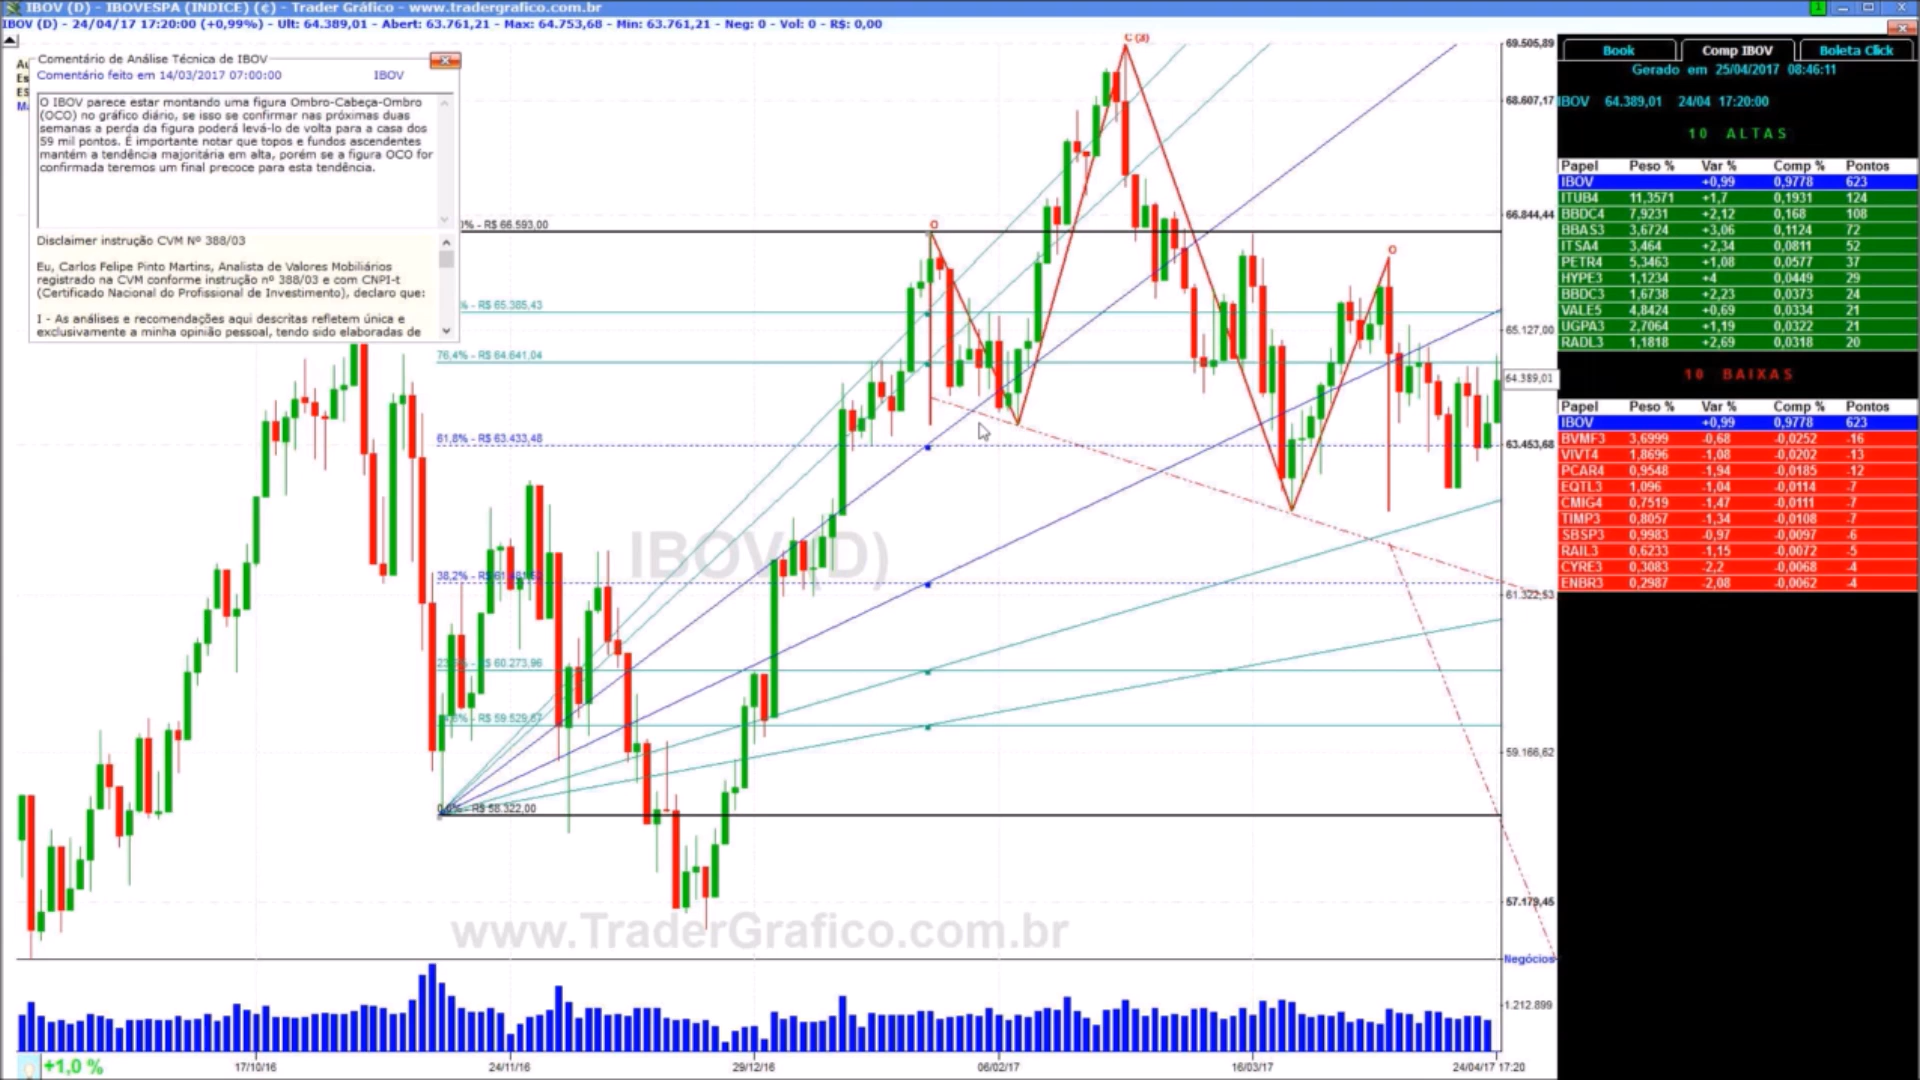 IBOV (D) - IBOVESPA (INDICE) (c) - Trader Gráfico - www.tradergrafico.com.br
IBOV (D) - 24/04/17 17:20:00 (+0,99%) - Ult: 64.389,01 - Abert: 63.761,21 - Max: 64.753,68 - Min: 63.761,21 - Neg: 0 - Vol: 0 - R$: 0,00
Comentário de Análise Técnica de IBOV
Comentário feito em 14/03/2017 07:00:00 IBOV
O IBOV parece estar montando uma figura Ombro-Cabeça-Ombro
(OCO) no gráfico diário, se isso se confirmar nas próximas duas
semanas a perda da figura poderá levá-lo de volta para a casa dos
59 mil pontos. É importante notar que topos e fundos ascendentes
mantém a tendência majoritária em alta, porém se a figura OCO for
confirmada teremos um final precoce para esta tendência.
Disclaimer instrução CVM Nº 388/03
Eu, Carlos Felipe Pinto Martins, Analista de Valores Mobiliários
registrado na CVM conforme instrução nº 388/03 e com CNPI-t
(Certificado Nacional do Profissional de Investimento), declaro que:
I - As análises e recomendações aqui descritas refletem única e
exclusivamente a minha opinião pessoal, tendo sido elaboradas de
% - R$ 66.593,00
% - R$ 65.385,43
76,4% - R$ 64.641,04
61,8% - R$ 63.433,48
38,2% - R$
- R$ 60.273,96
- R$ 59.529,57
0,0% - R$ 58.322,00
O
C (3)
O
IBOV (D)
www.TraderGrafico.com.br
69.505,89
68.607,17
66.844,44
65.127,00
64.389,01
63.453,68
61.322,53
59.166,62
57.179,45
Negócios
1.212.899
17/10/16
24/11/16
29/12/16
06/02/17
16/03/17
24/04/17 17:20
+1,0 %
Book
Comp IBOV
Boleta Click
Gerado em 25/04/2017 08:46:11
IBOV 64.389,01 24/04 17:20:00
10 ALTAS
Papel Peso % Var % Comp % Pontos
IBOV +0,99 0,9778 623
ITUB4 11,3571 +1,7 0,1931 124
BBDC4 7,9231 +2,12 0,168 108
BBAS3 3,6724 +3,06 0,1124 72
ITSA4 3,464 +2,34 0,0811 52
PETR4 5,3463 +1,08 0,0577 37
HYPE3 1,1234 +4 0,0449 29
BBDC3 1,6738 +2,23 0,0373 24
VALE5 4,8424 +0,69 0,0334 21
UGPA3 2,7064 +1,19 0,0322 21
RADL3 1,1818 +2,69 0,0318 20
10 BAIXAS
Papel Peso % Var % Comp % Pontos
IBOV +0,99 0,9778 623
BVMF3 3,6999 -0,68 -0,0252 -16
VIVT4 1,8696 -1,08 -0,0202 -13
PCAR4 0,9548 -1,94 -0,0185 -12
EQTL3 1,096 -1,04 -0,0114 -7
CMIG4 0,7519 -1,47 -0,0111 -7
TIMP3 0,8057 -1,34 -0,0108 -7
SBSP3 0,9983 -0,97 -0,0097 -6
RAIL3 0,6233 -1,15 -0,0072 -5
CYRE3 0,3083 -2,2 -0,0068 -4
ENBR3 0,2987 -2,08 -0,0062 -4